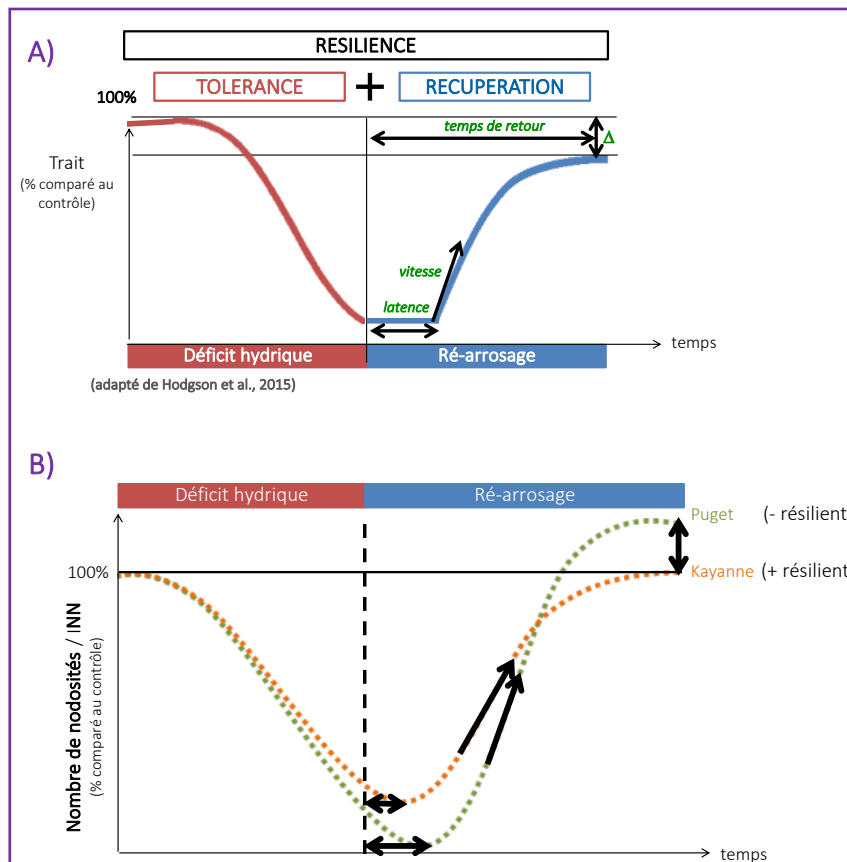 A)
RESILIENCE
TOLERANCE + RECUPERATION
100%
temps de retour
Δ
Trait
(% comparé au
contrôle)
vitesse
latence
temps
Déficit hydrique
Ré-arrosage
(adapté de Hodgson et al., 2015)
B)
Déficit hydrique
Ré-arrosage
Puget (- résilient
100%
Kayanne (+ résilient
Nombre de nodosités / INN
(% comparé au contrôle)
temps